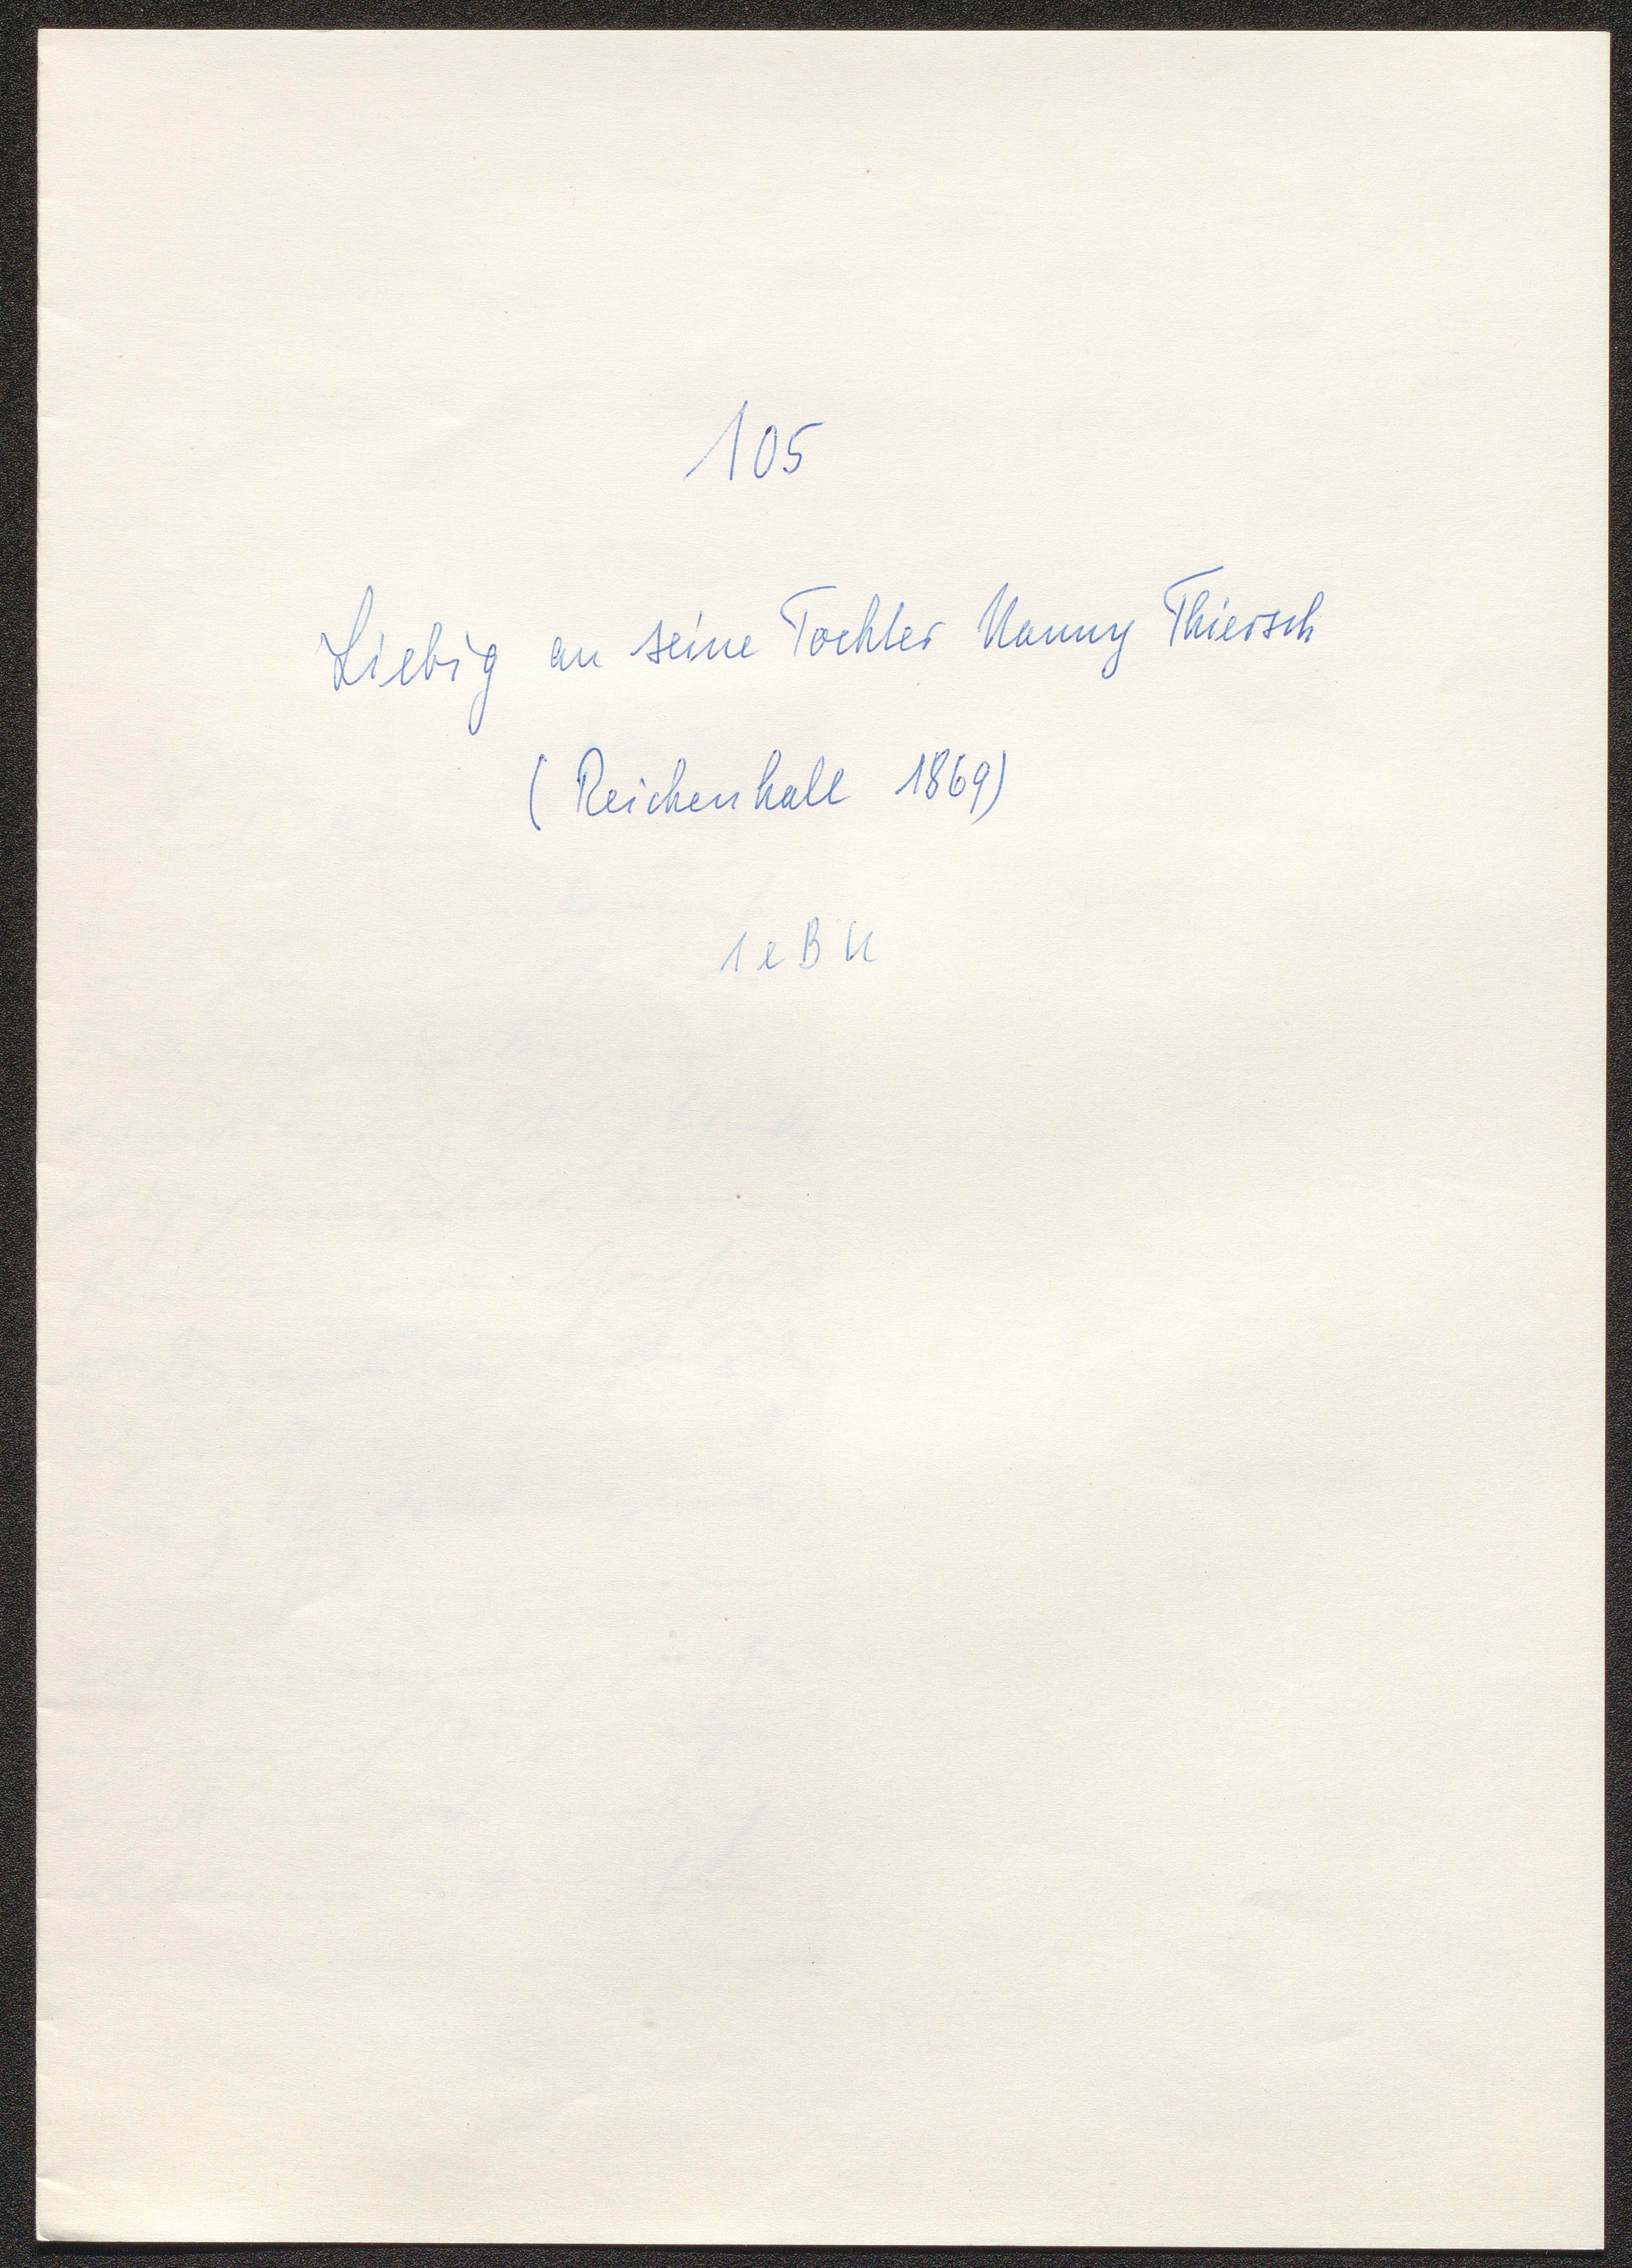 105
Liebig an seine Tochter Nanny Thiersch
(Reichenhall 1869)
1 e B U